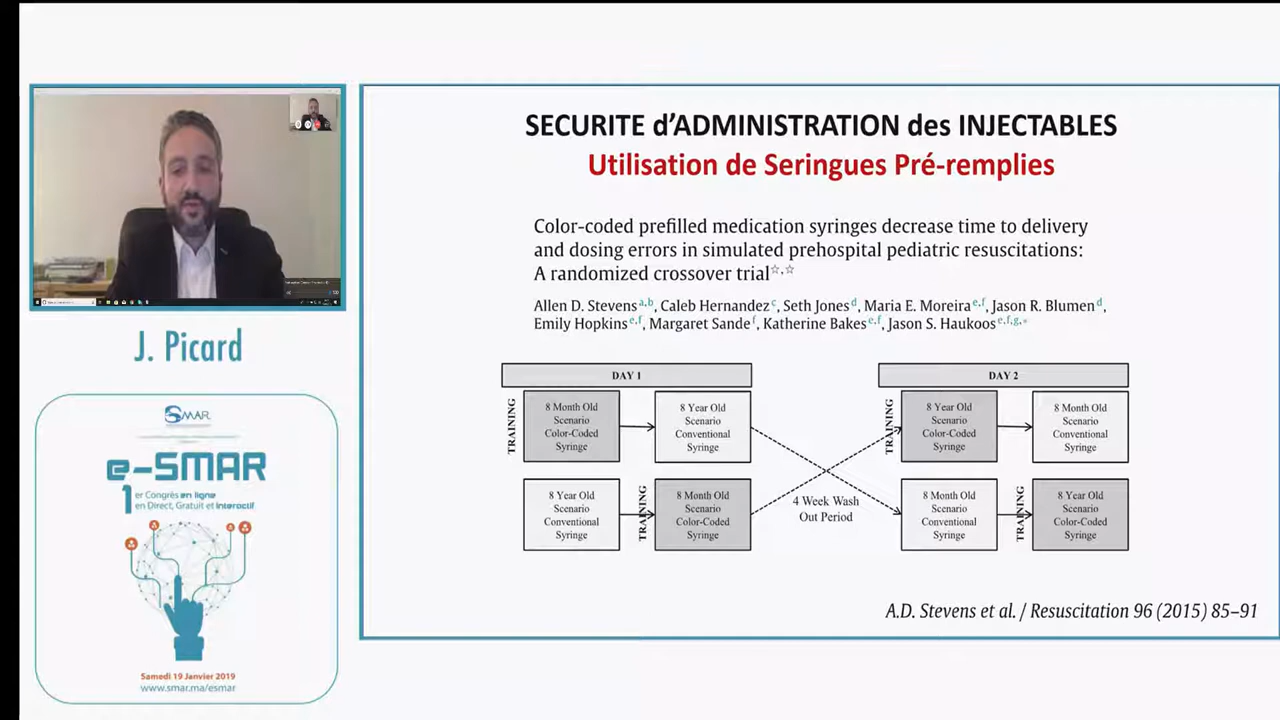 SECURITE d'ADMINISTRATION des INJECTABLES
Utilisation de Seringues Pré-remplies
Color-coded prefilled medication syringes decrease time to delivery
and dosing errors in simulated prehospital pediatric resuscitations:
A randomized crossover trial☆,☆
Allen D. Stevens a,b, Caleb Hernandez c, Seth Jones d, Maria E. Moreira e,f, Jason R. Blumen d,
Emily Hopkins e,f, Margaret Sande f, Katherine Bakes e,f, Jason S. Haukoos e,f,g,*
DAY 1
TRAINING
8 Month Old
Scenario
Color-Coded
Syringe
8 Year Old
Scenario
Conventional
Syringe
8 Year Old
Scenario
Conventional
Syringe
TRAINING
8 Month Old
Scenario
Color-Coded
Syringe
4 Week Wash
Out Period
DAY 2
TRAINING
8 Year Old
Scenario
Color-Coded
Syringe
8 Month Old
Scenario
Conventional
Syringe
8 Month Old
Scenario
Conventional
Syringe
TRAINING
8 Year Old
Scenario
Color-Coded
Syringe
A.D. Stevens et al. / Resuscitation 96 (2015) 85–91
J. Picard
SMAR
e-SMAR
1er Congrès en ligne
en Direct, Gratuit et Interactif
Samedi 19 Janvier 2019
www.smar.ma/esmar